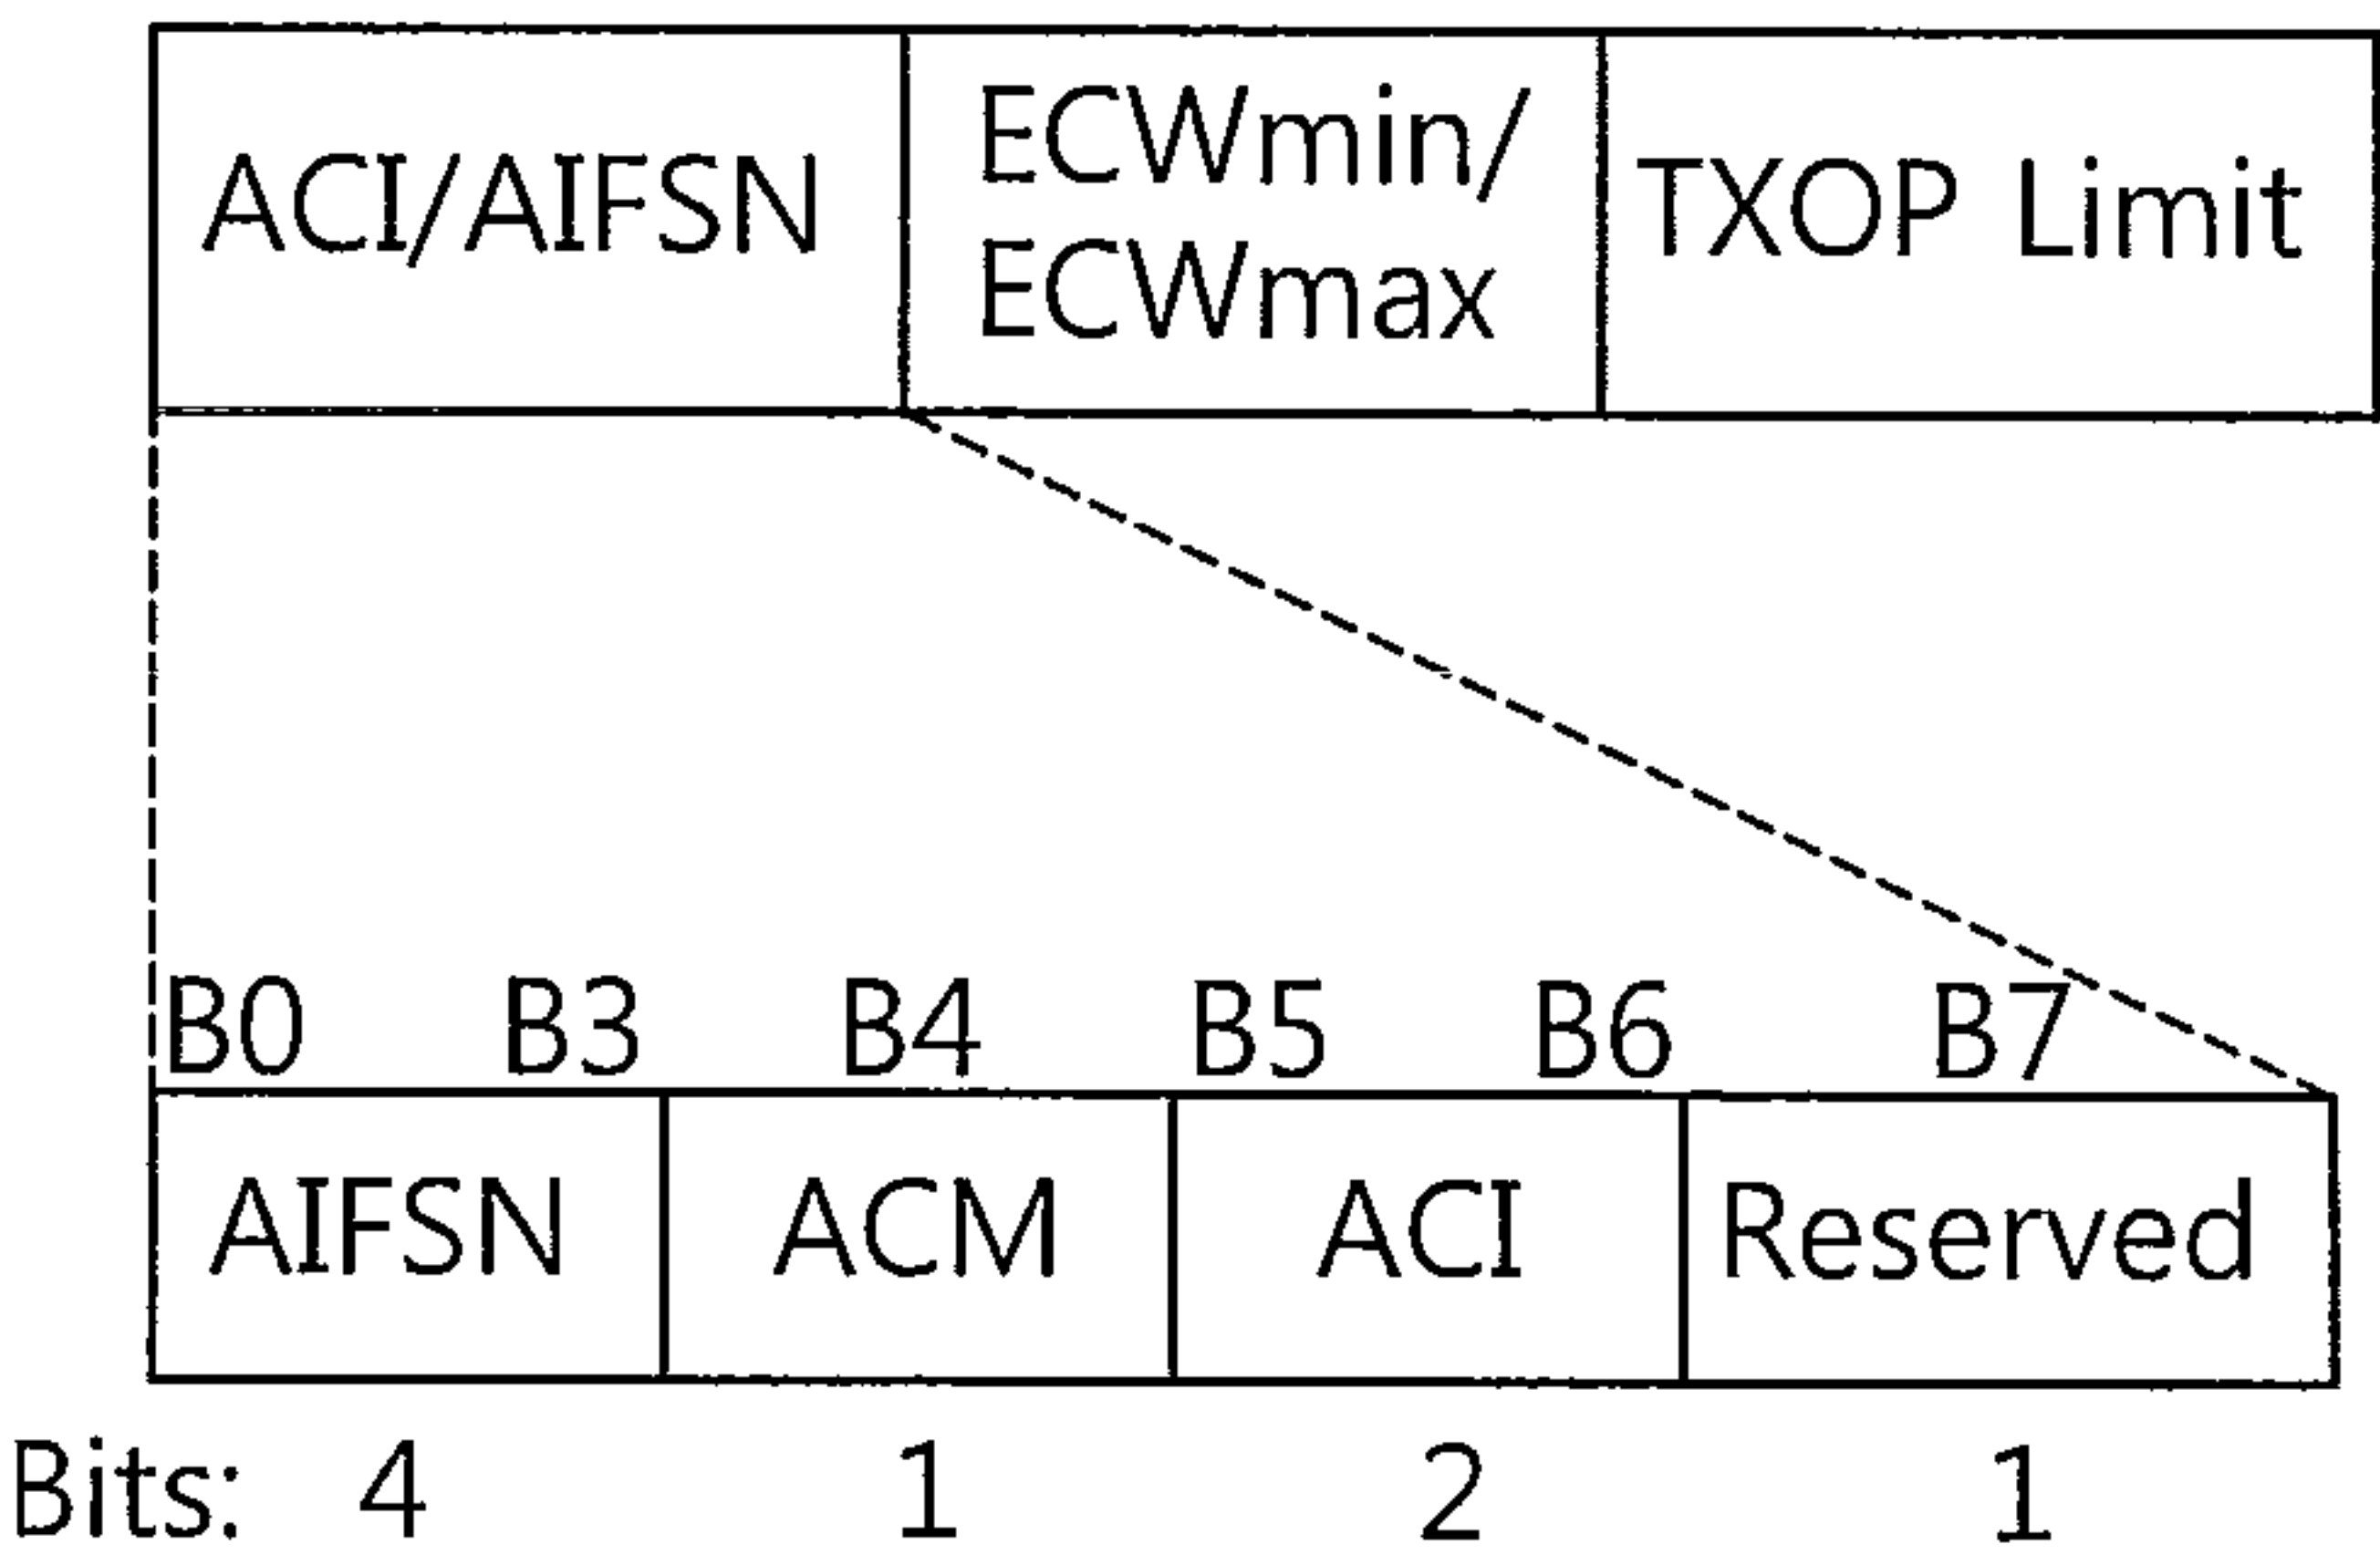 ACI/AIFSN
ECWmin/
ECWmax
TXOP Limit
B0 B3 B4 B5 B6 B7
AIFSN ACM ACI Reserved
Bits: 4 1 2 1